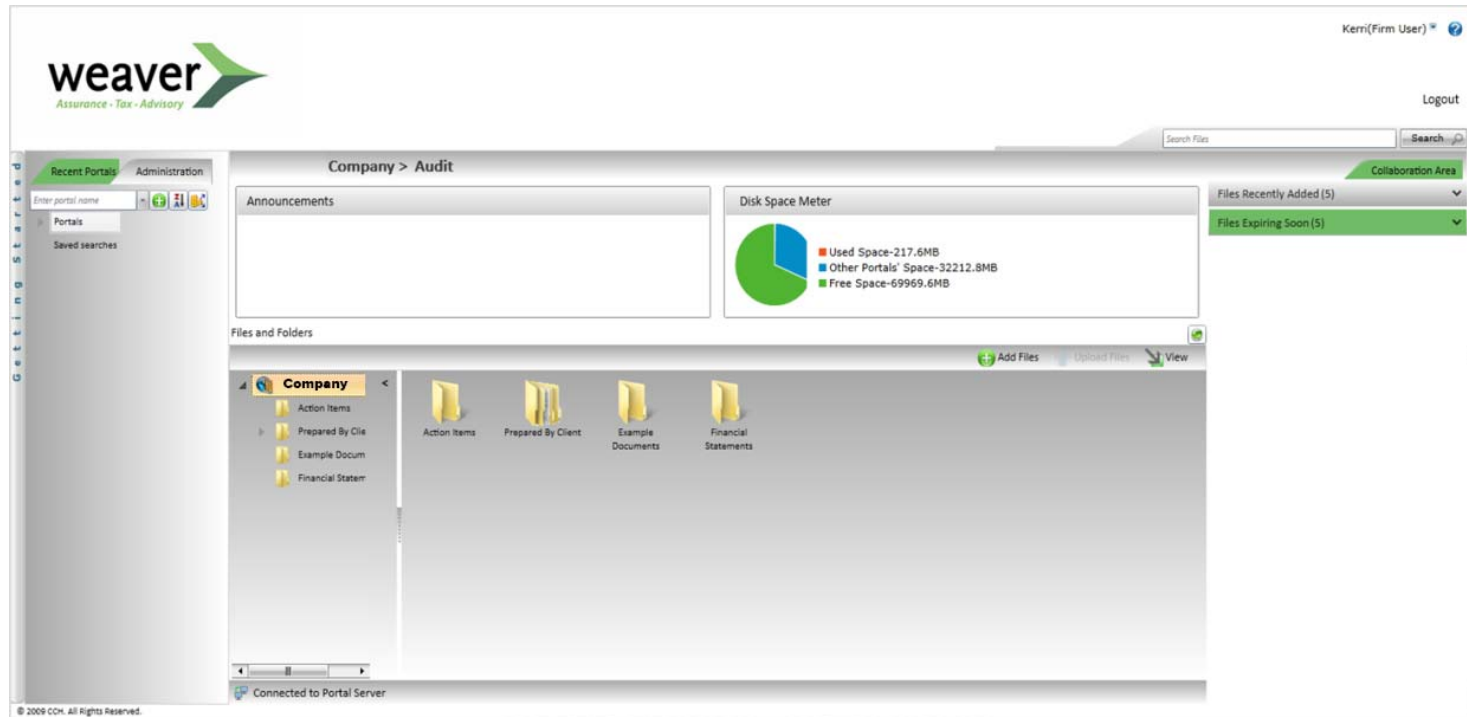 Kerri(Firm User)
weaver
Assurance - Tax - Advisory
Logout
Search Files
Search
Getting Started
Recent Portals
Administration
Company > Audit
Collaboration Area
Enter portal name
Portals
Saved searches
Announcements
Disk Space Meter
Used Space-217.6MB
Other Portals' Space-32212.8MB
Free Space-69969.6MB
Files Recently Added (5)
Files Expiring Soon (5)
Files and Folders
Add Files
Upload Files
View
Company
<
Action Items
Prepared By Clie
Example Docum
Financial Statem
Action Items
Prepared By Client
Example
Documents
Financial
Statements
Connected to Portal Server
© 2009 CCH. All Rights Reserved.